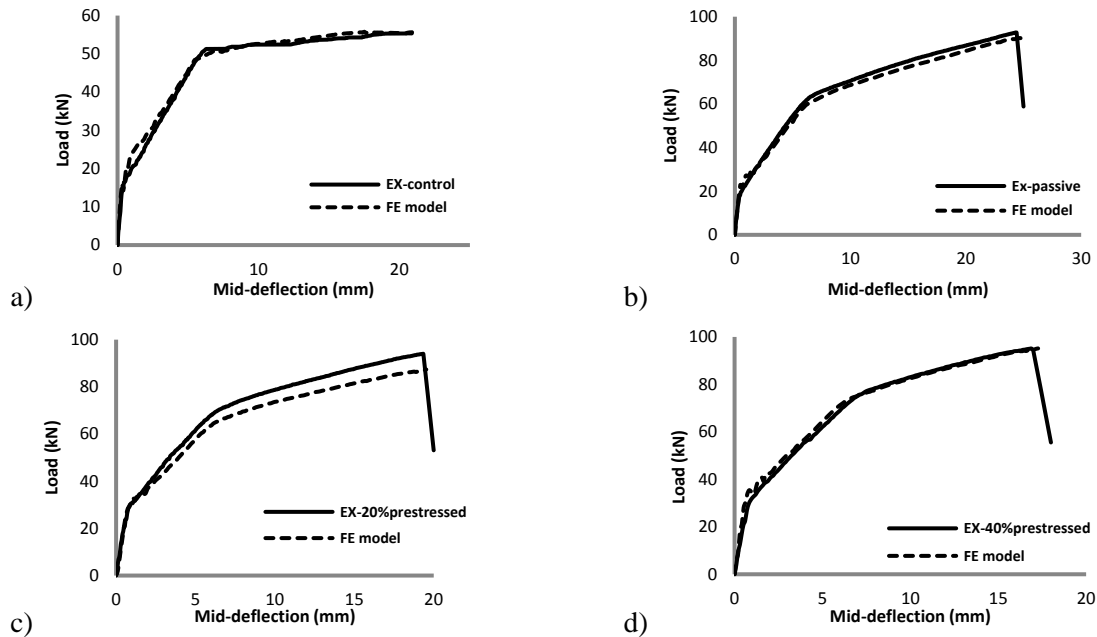 60
50
40
30
20
10
0
0 10 20
Load (kN)
Mid-deflection (mm)
EX-control
FE model
a)
100
80
60
40
20
0
0 10 20 30
Load (kN)
Mid-deflection (mm)
Ex-passive
FE model
b)
100
80
60
40
20
0
0 5 10 15 20
Load (kN)
Mid-deflection (mm)
EX-20%prestressed
FE model
c)
100
80
60
40
20
0
0 5 10 15 20
Load (kN)
Mid-deflection (mm)
EX-40%prestressed
FE model
d)